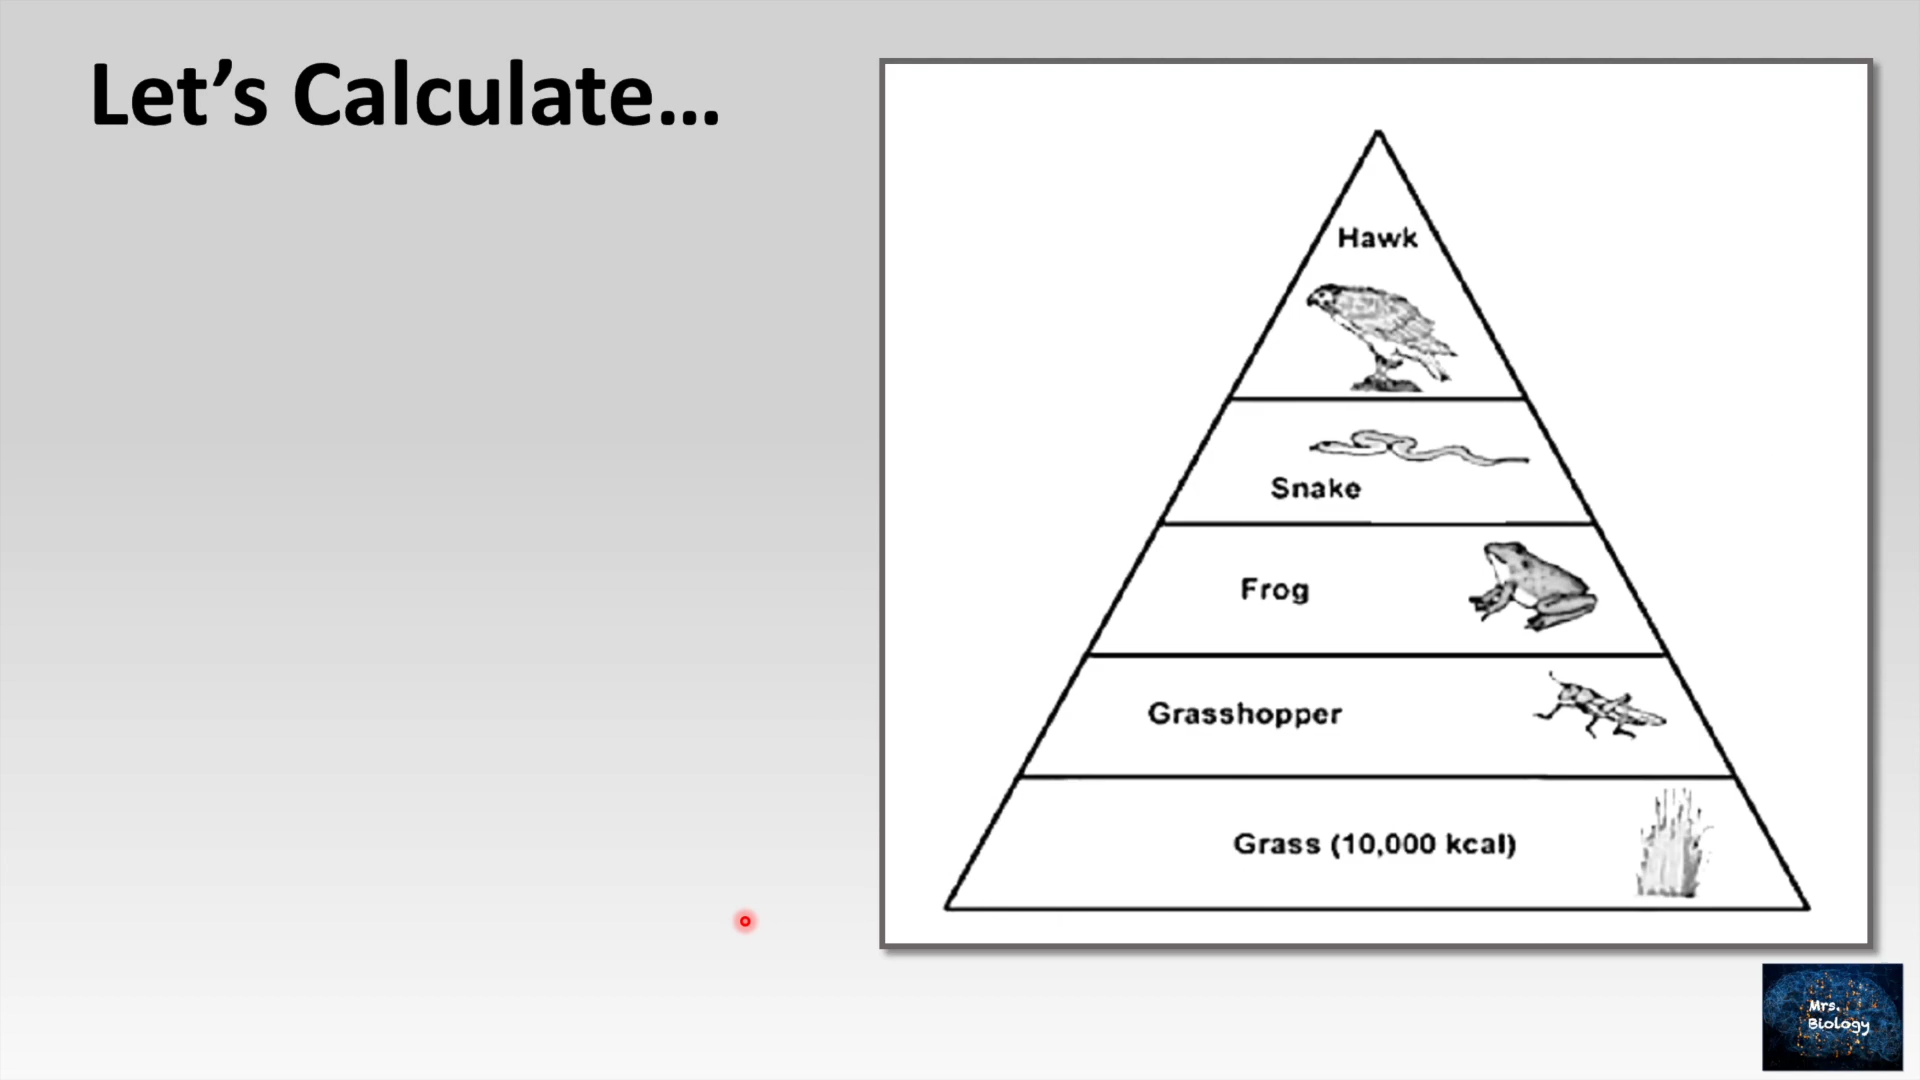 Let’s Calculate…
Hawk
Snake
Frog
Grasshopper
Grass (10,000 kcal)
Mrs.
Biology